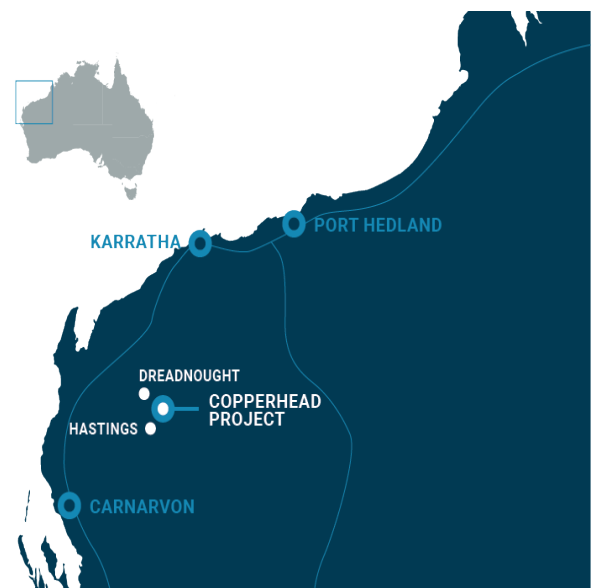 PORT HEDLAND
KARRATHA
DREADNOUGHT
COPPERHEAD
PROJECT
HASTINGS
CARNARVON